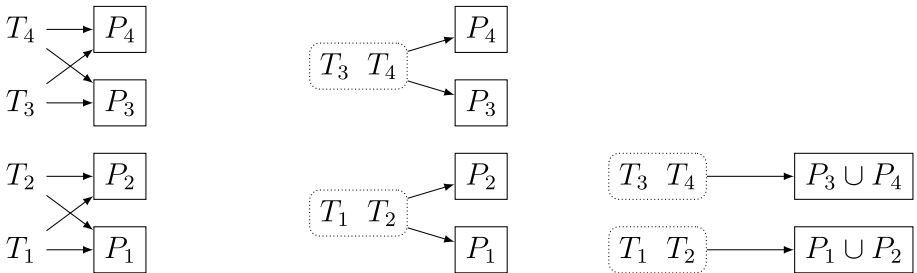 T₄ P₄
T₃ P₃
T₂ P₂
T₁ P₁
T₃ T₄
P₄
P₃
T₁ T₂
P₂
P₁
T₃ T₄ P₃ ∪ P₄
T₁ T₂ P₁ ∪ P₂